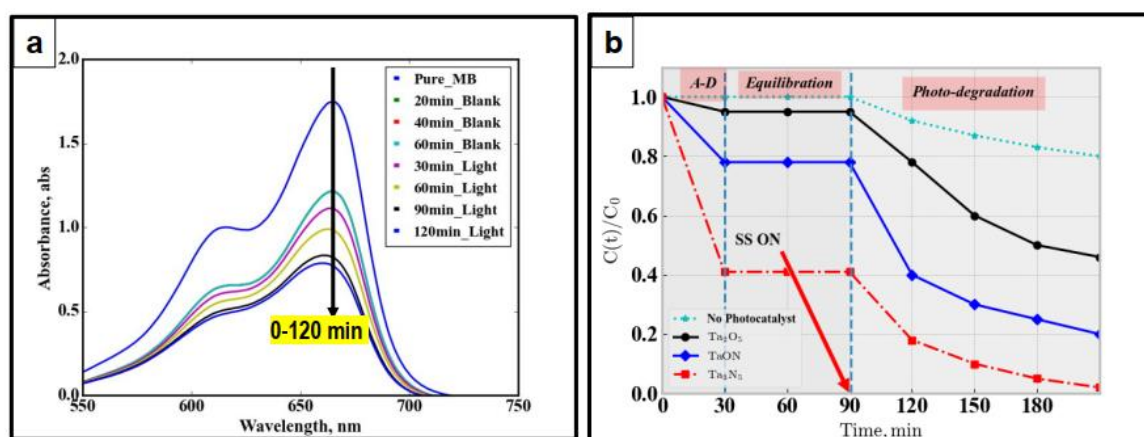 a
2.0
1.5
1.0
0.5
0.0
Absorbance, abs
Pure_MB
20min_Blank
40min_Blank
60min_Blank
30min_Light
60min_Light
90min_Light
120min_Light
0-120 min
550 600 650 700 750
Wavelength, nm
b
A-D Equilibration Photo-degradation
1.0
0.8
0.6
0.4
0.2
0.0
C(t)/C₀
SS ON
No Photocatalyst
Ta₂O₅
TaON
Ta₃N₅
0 30 60 90 120 150 180
Time, min